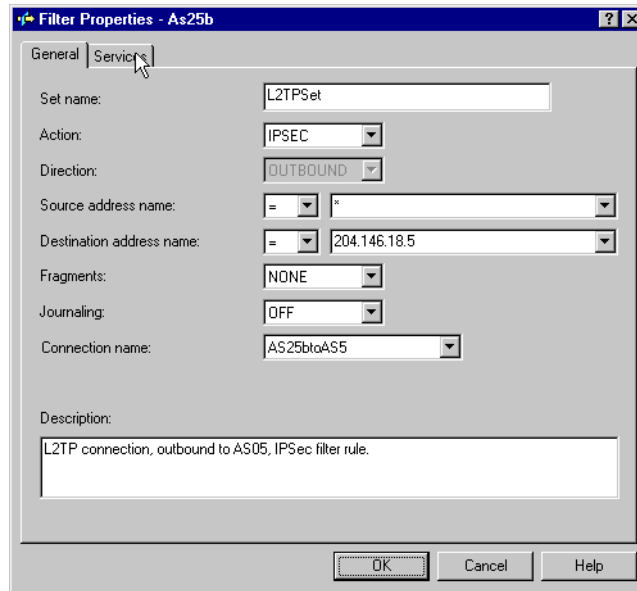 Filter Properties - As25b
General Services
Set name: L2TPSet
Action: IPSEC
Direction: OUTBOUND
Source address name: = *
Destination address name: = 204.146.18.5
Fragments: NONE
Journaling: OFF
Connection name: AS25btoAS5
Description:
L2TP connection, outbound to AS05, IPSec filter rule.
OK Cancel Help